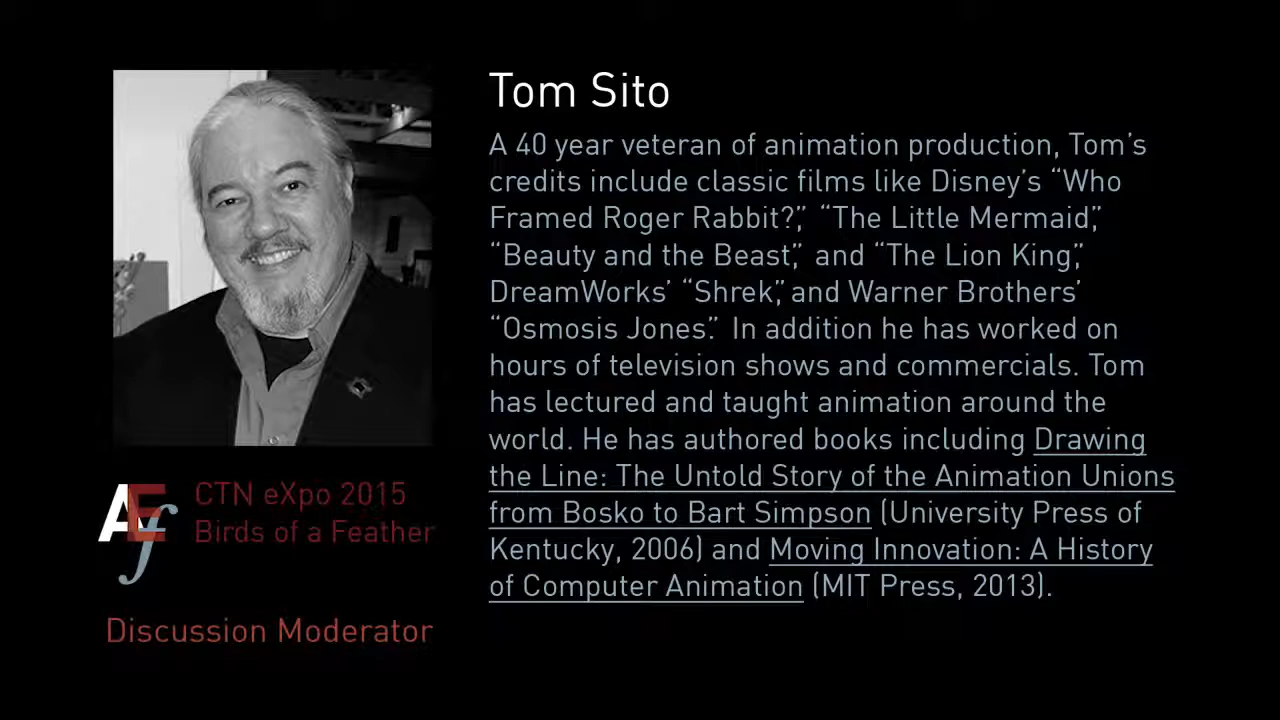 Tom Sito
A 40 year veteran of animation production, Tom’s
credits include classic films like Disney’s “Who
Framed Roger Rabbit?,” “The Little Mermaid,”
“Beauty and the Beast,” and “The Lion King,”
DreamWorks’ “Shrek,” and Warner Brothers’
“Osmosis Jones.” In addition he has worked on
hours of television shows and commercials. Tom
has lectured and taught animation around the
world. He has authored books including Drawing
the Line: The Untold Story of the Animation Unions
from Bosko to Bart Simpson (University Press of
Kentucky, 2006) and Moving Innovation: A History
of Computer Animation (MIT Press, 2013).
AEf
CTN eXpo 2015
Birds of a Feather
Discussion Moderator